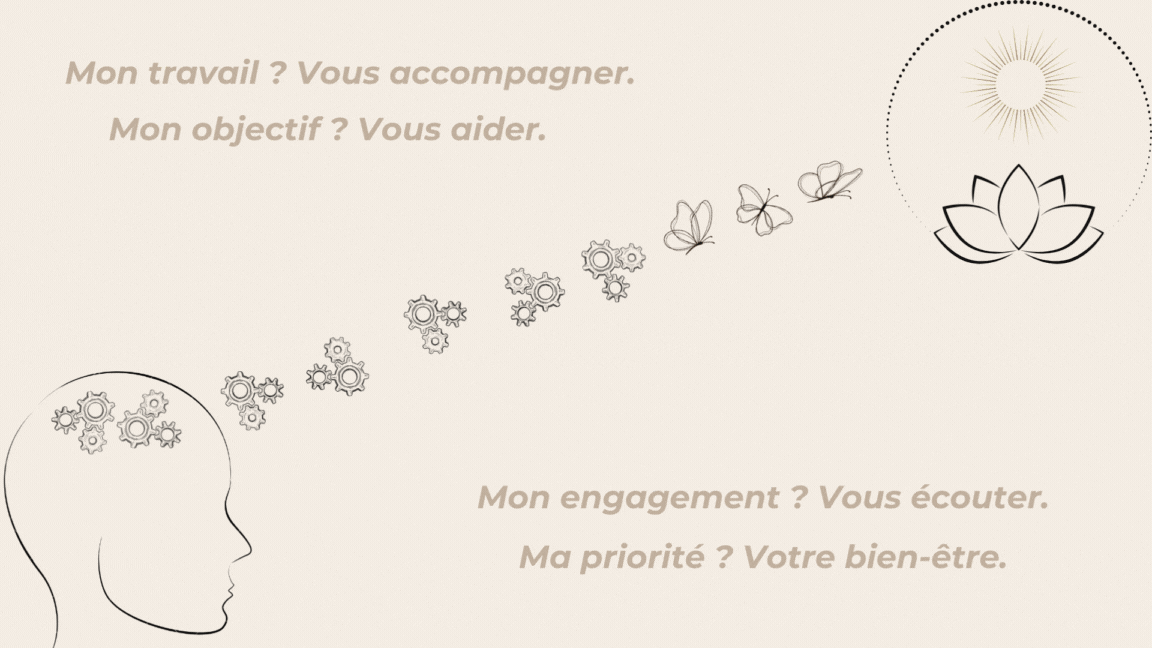 Mon travail ? Vous accompagner.
Mon objectif ? Vous aider.
Mon engagement ? Vous écouter.
Ma priorité ? Votre bien-être.